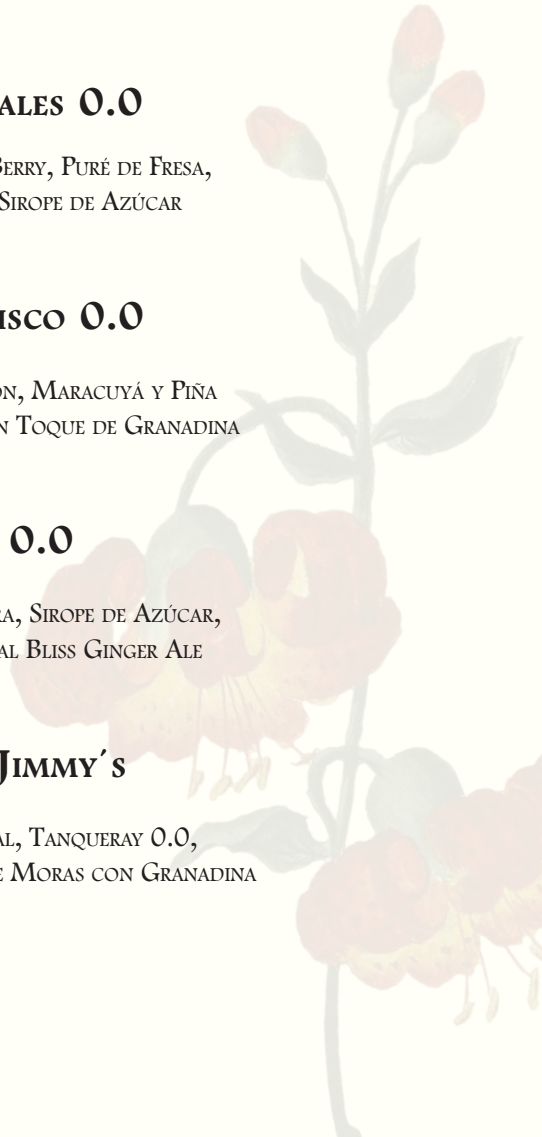 ales 0.0
Berry, Puré de Fresa,
Sirope de Azúcar
isco 0.0
on, Maracuyá y Piña
n Toque de Granadina
0.0
ra, Sirope de Azúcar,
al Bliss Ginger Ale
Jimmy´s
al, Tanqueray 0.0,
e Moras con Granadina